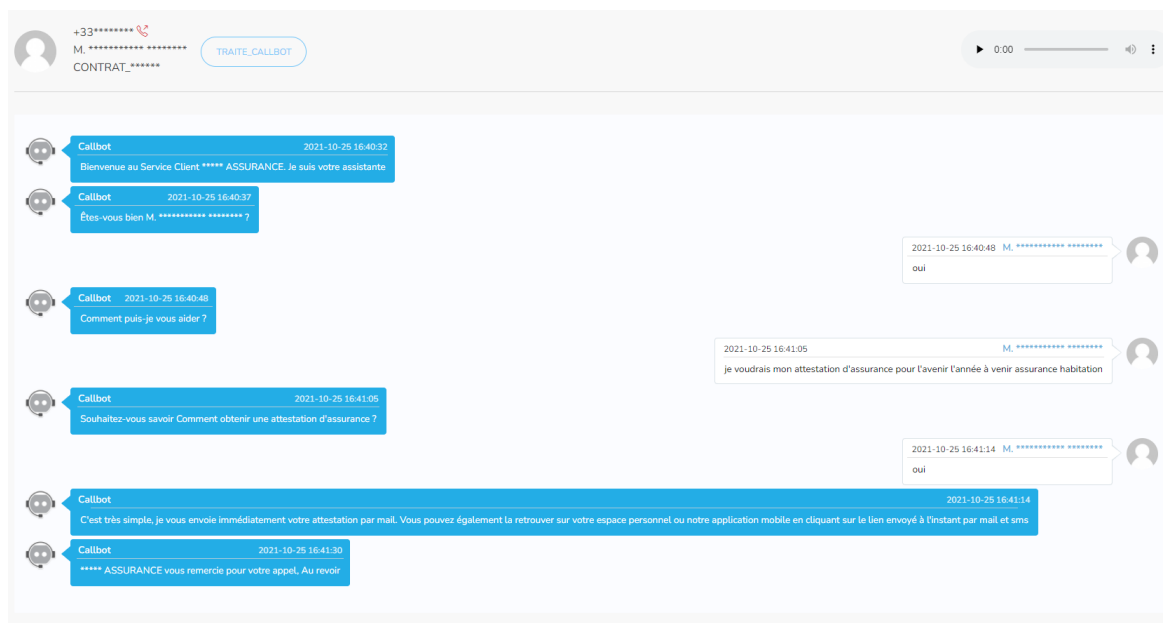 +33********
M. *********** ********
CONTRAT_******
TRAITE_CALLBOT
0:00
Callbot 2021-10-25 16:40:32
Bienvenue au Service Client ***** ASSURANCE. Je suis votre assistante
Callbot 2021-10-25 16:40:37
Êtes-vous bien M. *********** ******** ?
2021-10-25 16:40:48 M. *********** ********
oui
Callbot 2021-10-25 16:40:48
Comment puis-je vous aider ?
2021-10-25 16:41:05 M. *********** ********
je voudrais mon attestation d'assurance pour l'avenir l'année à venir assurance habitation
Callbot 2021-10-25 16:41:05
Souhaitez-vous savoir Comment obtenir une attestation d'assurance ?
2021-10-25 16:41:14 M. *********** ********
oui
Callbot 2021-10-25 16:41:14
C'est très simple, je vous envoie immédiatement votre attestation par mail. Vous pouvez également la retrouver sur votre espace personnel ou notre application mobile en cliquant sur le lien envoyé à l'instant par mail et sms
Callbot 2021-10-25 16:41:30
***** ASSURANCE vous remercie pour votre appel, Au revoir